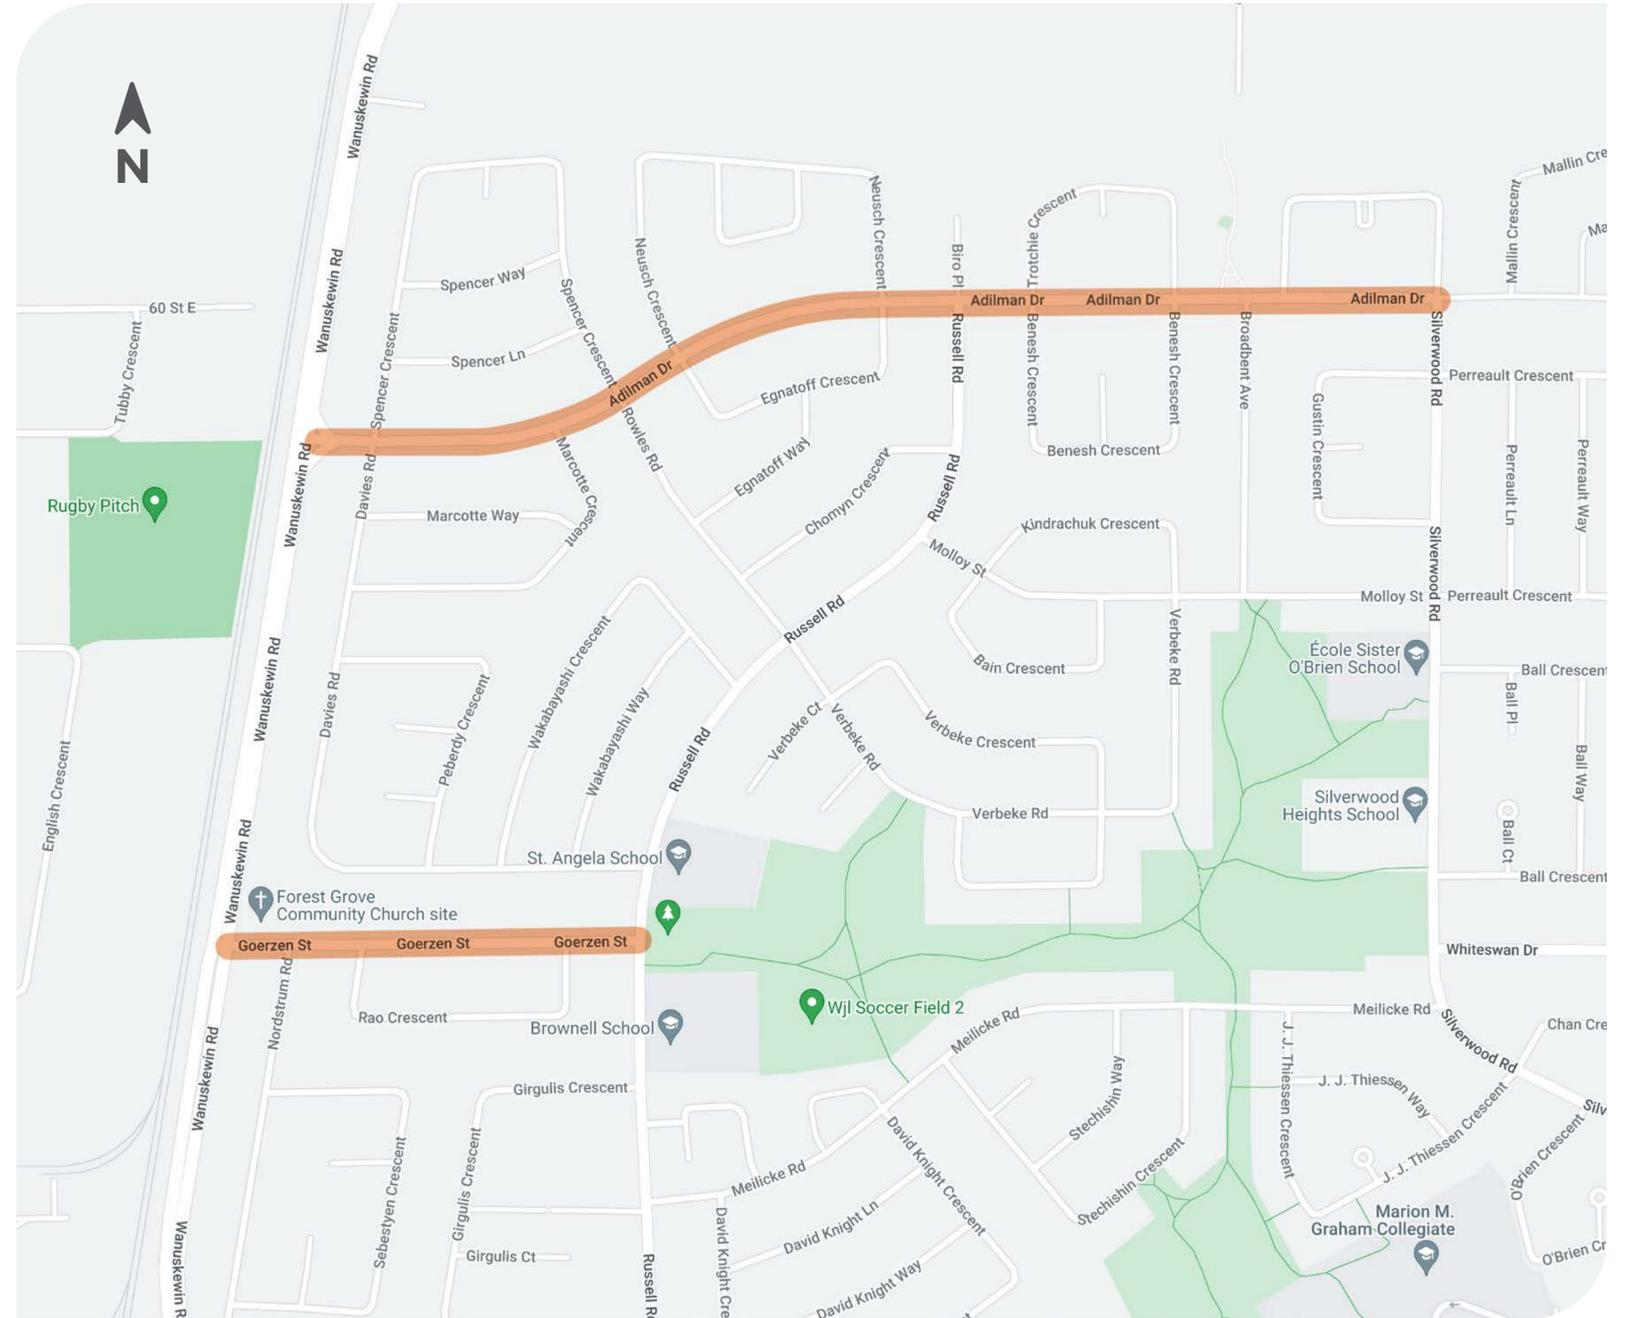 N
Wanuskewin Rd
Mallin Cre
Mallin Crescent
Ma
Neusch Crescent
Trotchie Crescent
Biro Pl
Neusch Crescent
Wanuskewin Rd
Spencer Way
Spencer Crescent
60 St E
Adilman Dr
Adilman Dr
Adilman Dr
Tubby Crescent
Spencer Crescent
Spencer Ln
Adilman Dr
Russell Rd
Benesh Crescent
Benesh Crescent
Broadbent Ave
Silverwood Rd
Perreault Crescent
Egnatoff Crescent
Gustin Crescent
Rowles Rd
Marcotte Crescent
Benesh Crescent
Egnatoff Way
Chomyn Crescent
Russell Rd
Perreault Ln
Perreault Way
Wanuskewin Rd
Davies Rd
Rugby Pitch
Marcotte Way
Kindrachuk Crescent
Molloy St
Silverwood Rd
Molloy St
Perreault Crescent
Russell Rd
Wakabayashi Crescent
Verbeke Rd
École Sister
O'Brien School
Bain Crescent
Ball Crescent
Ball Pl
Wanuskewin Rd
Davies Rd
Peberdy Crescent
Wakabayashi Way
Russell Rd
Verbeke Ct
Verbeke Rd
Verbeke Crescent
Ball Way
English Crescent
Silverwood
Heights School
Verbeke Rd
Ball Ct
St. Angela School
Wanuskewin Rd
Ball Crescent
Forest Grove
Community Church site
Goerzen St
Goerzen St
Goerzen St
Whiteswan Dr
Nordstrum Rd
Rao Crescent
Brownell School
Wjl Soccer Field 2
Meilicke Rd
Meilicke Rd
Silverwood Rd
Chan Cre
Wanuskewin Rd
Girgulis Crescent
J. J. Thiessen Crescent
J. J. Thiessen Way
Stechishin Way
Silv
David Knight Crescent
J. J. Thiessen Crescent
O'Brien Crescent
Sebestyen Crescent
Girgulis Crescent
Meilicke Rd
Stechishin Crescent
David Knight Ln
Marion M.
Graham Collegiate
Wanuskewin R
Girgulis Ct
Russell R
David Knight Cre
David Knight Way
O'Brien Cr